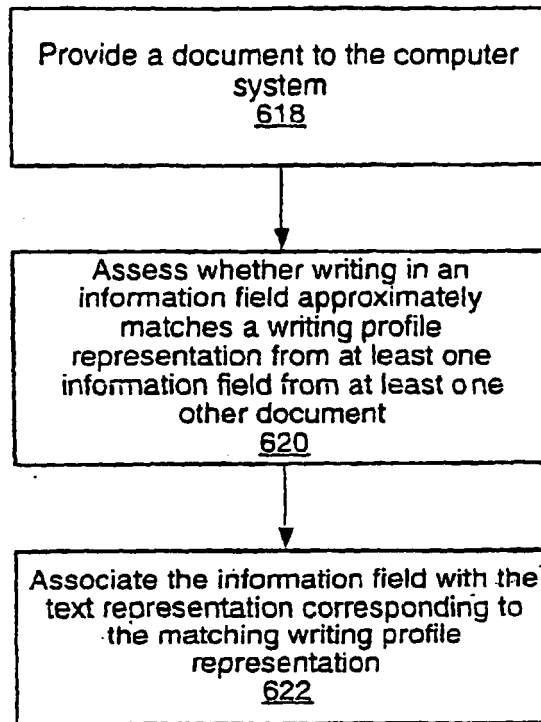 Provide a document to the computer
system
618
Assess whether writing in an
information field approximately
matches a writing profile
representation from at least one
information field from at least one
other document
620
Associate the information field with the
text representation corresponding to
the matching writing profile
representation
622